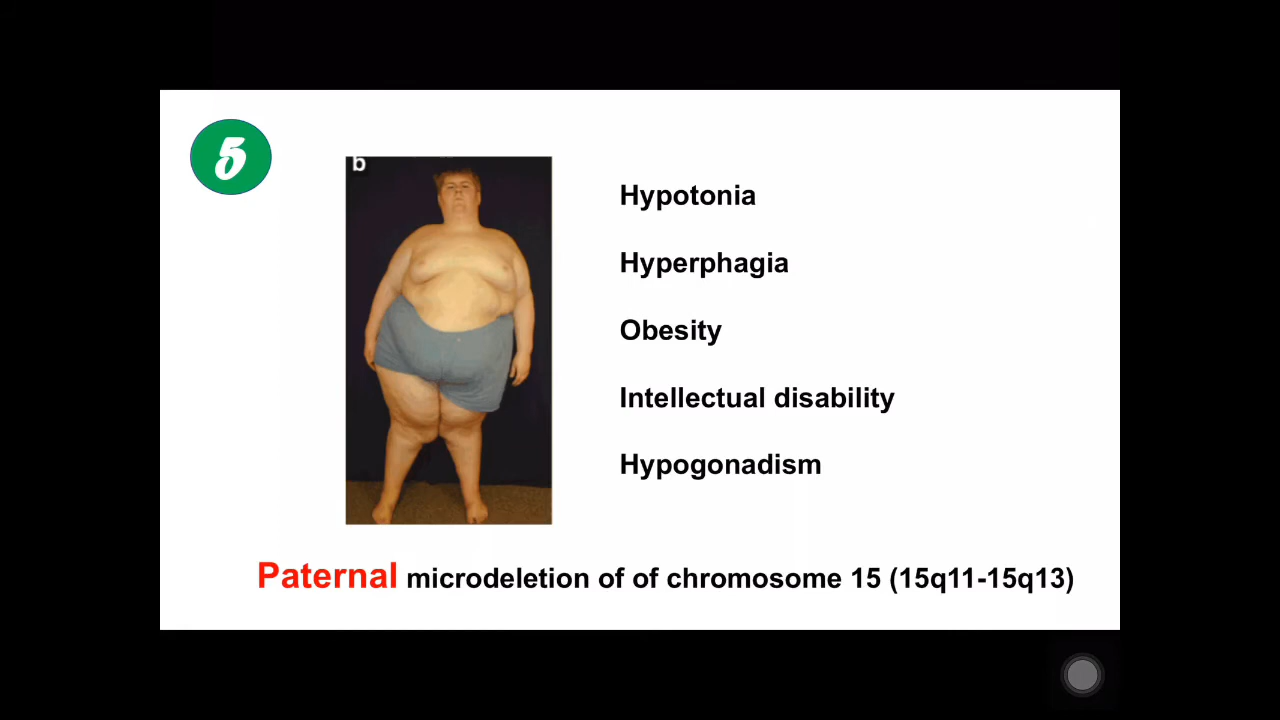 5
b
Hypotonia
Hyperphagia
Obesity
Intellectual disability
Hypogonadism
Paternal microdeletion of of chromosome 15 (15q11-15q13)